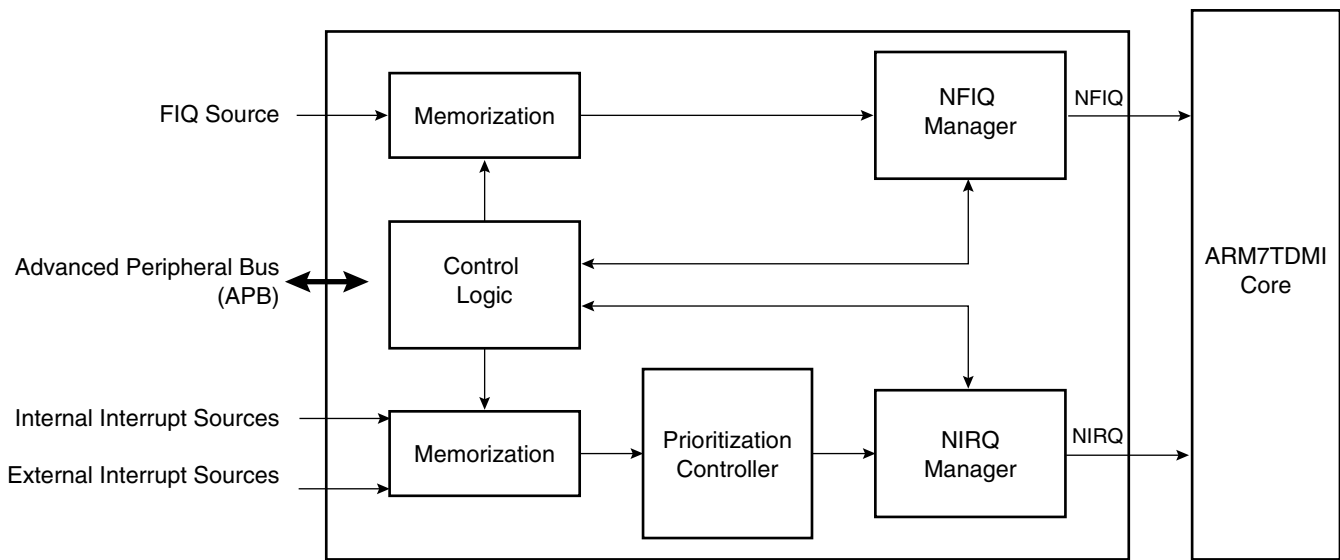 FIQ Source
Memorization
NFIQ
Manager
NFIQ
Advanced Peripheral Bus
(APB)
Control
Logic
ARM7TDMI
Core
Internal Interrupt Sources
External Interrupt Sources
Memorization
Prioritization
Controller
NIRQ
Manager
NIRQ